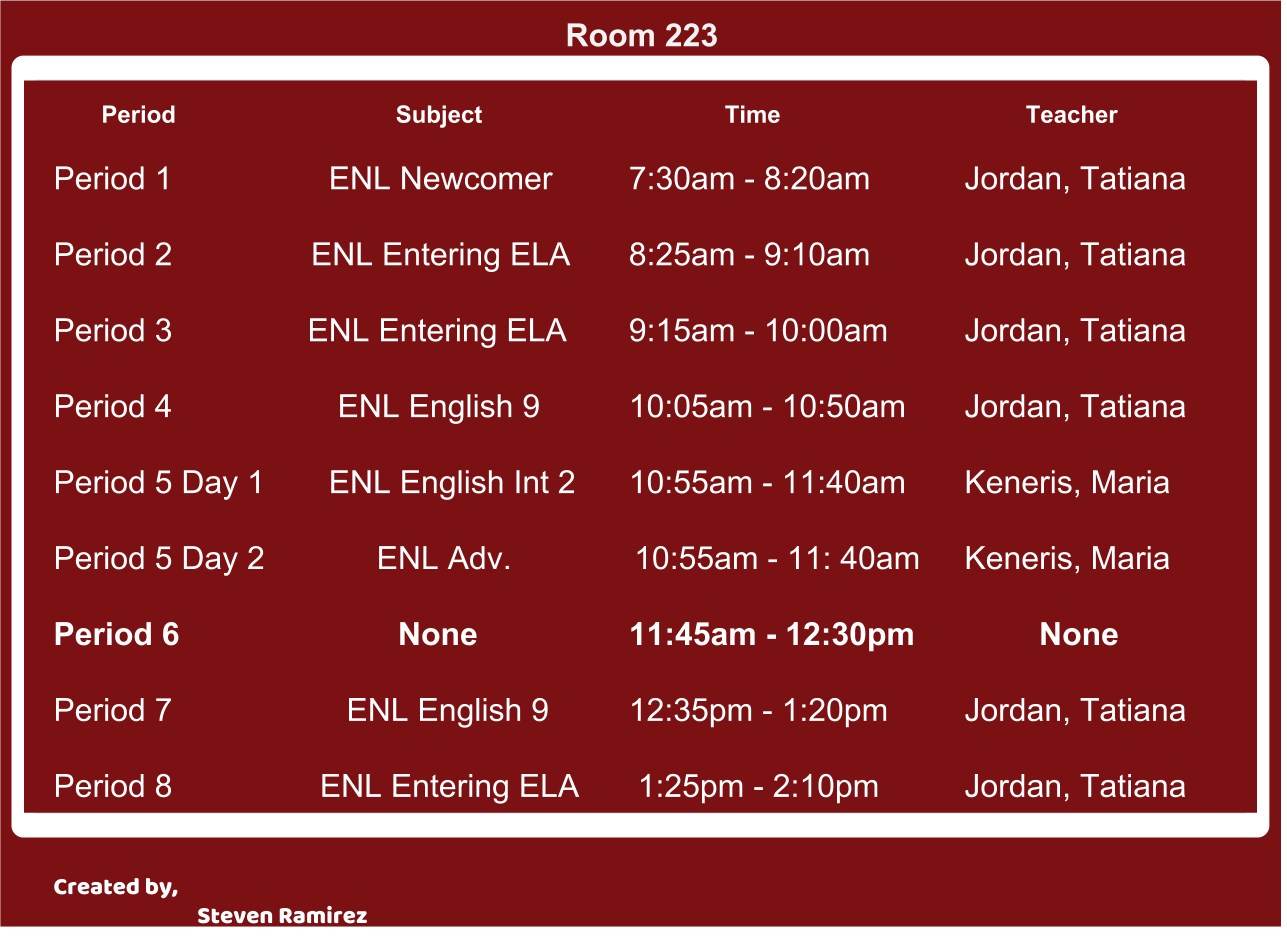 Room 223
Period Subject Time Teacher
Period 1 ENL Newcomer 7:30am - 8:20am Jordan, Tatiana
Period 2 ENL Entering ELA 8:25am - 9:10am Jordan, Tatiana
Period 3 ENL Entering ELA 9:15am - 10:00am Jordan, Tatiana
Period 4 ENL English 9 10:05am - 10:50am Jordan, Tatiana
Period 5 Day 1 ENL English Int 2 10:55am - 11:40am Keneris, Maria
Period 5 Day 2 ENL Adv. 10:55am - 11: 40am Keneris, Maria
Period 6 None 11:45am - 12:30pm None
Period 7 ENL English 9 12:35pm - 1:20pm Jordan, Tatiana
Period 8 ENL Entering ELA 1:25pm - 2:10pm Jordan, Tatiana
Created by,
Steven Ramirez